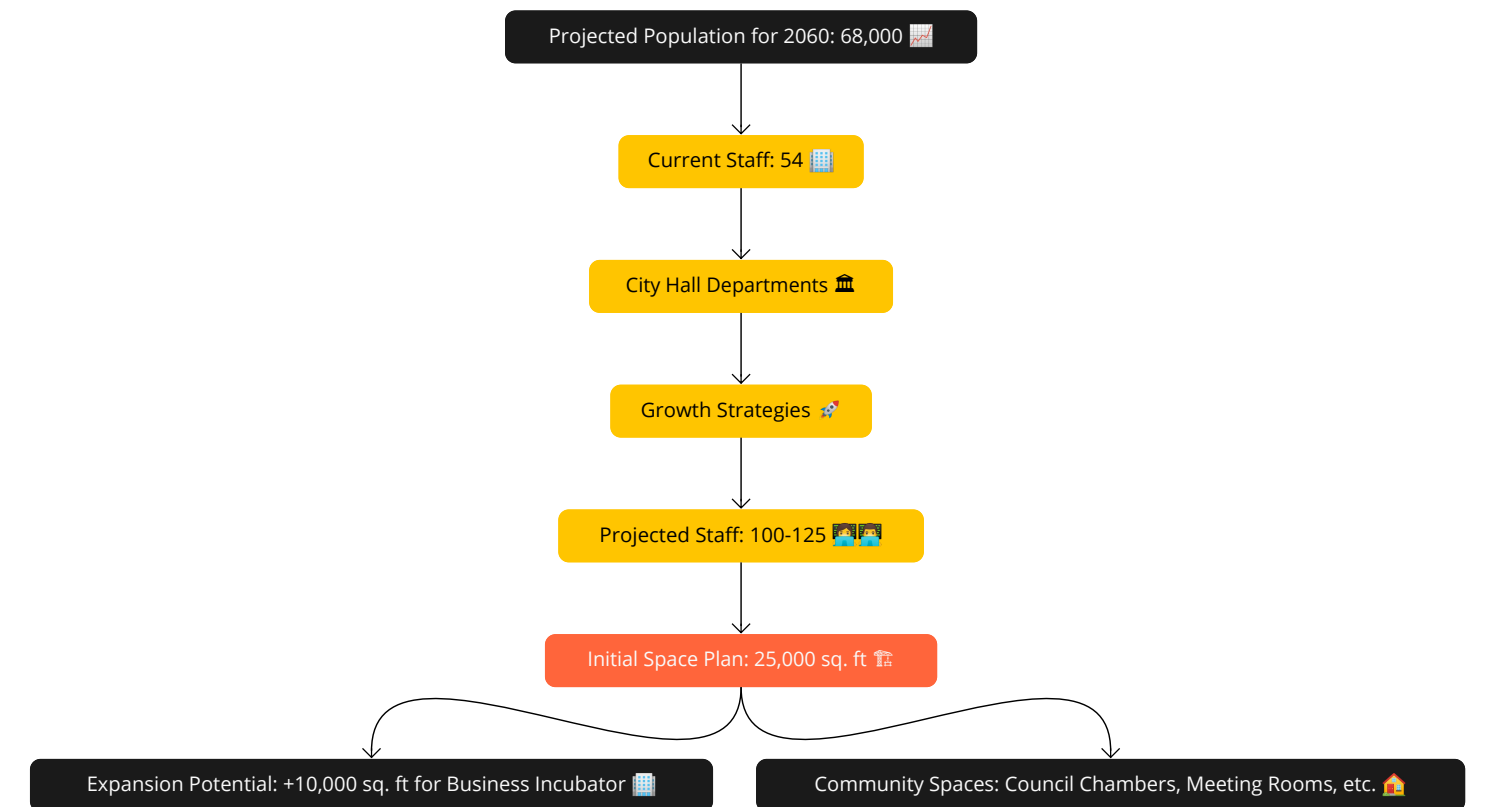 Projected Population for 2060: 68,000 📈
Current Staff: 54 🏢
City Hall Departments 🏛
Growth Strategies 🚀
Projected Staff: 100-125 👩‍💻👨‍💻
Initial Space Plan: 25,000 sq. ft 🏗
Expansion Potential: +10,000 sq. ft for Business Incubator 🏢
Community Spaces: Council Chambers, Meeting Rooms, etc. 🏠